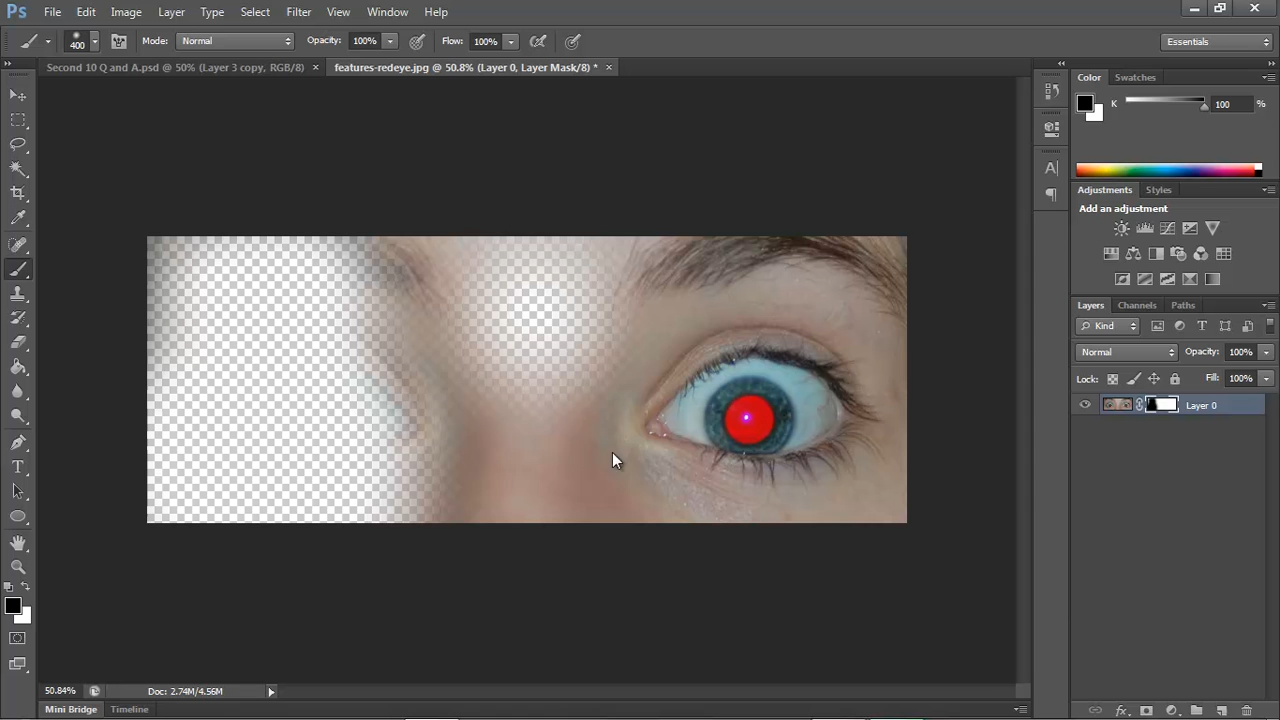 Ps File Edit Image Layer Type Select Filter View Window Help
400 Mode: Normal Opacity: 100% Flow: 100% Essentials
Second 10 Q and A.psd @ 50% (Layer 3 copy, RGB/8) × features-redeye.jpg @ 50.8% (Layer 0, Layer Mask/8) * ×
Color Swatches
K 100 %
Adjustments Styles
Add an adjustment
Layers Channels Paths
Kind
Normal Opacity: 100%
Lock: Fill: 100%
Layer 0
50.84% Doc: 2.74M/4.56M
Mini Bridge Timeline